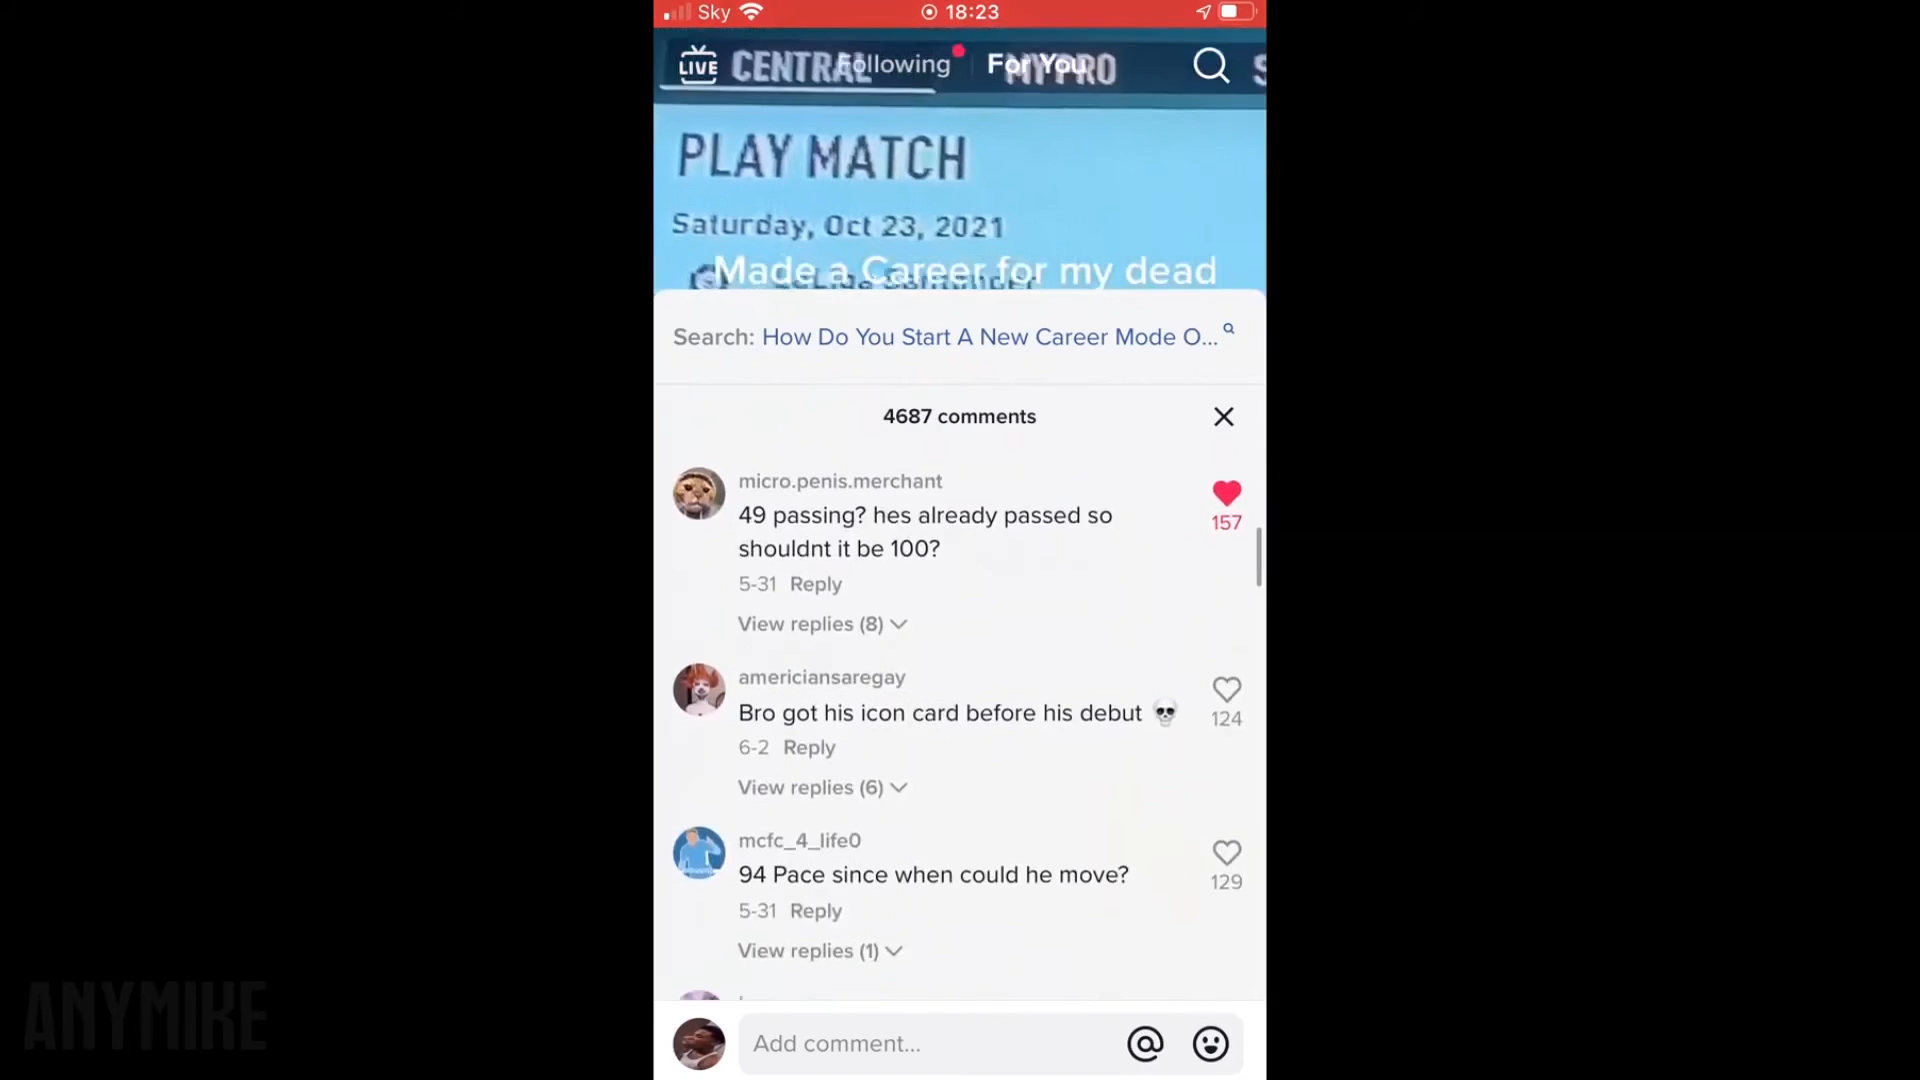 Sky 18:23
LIVE CENTRAL Following For You MYPRO S
PLAY MATCH
Saturday, Oct 23, 2021
Made a Career for my dead
Search: How Do You Start A New Career Mode O...
4687 comments
micro.penis.merchant
49 passing? hes already passed so
shouldnt it be 100?
157
5-31 Reply
View replies (8)
americiansaregay
Bro got his icon card before his debut 💀
124
6-2 Reply
View replies (6)
mcfc_4_life0
94 Pace since when could he move?
129
5-31 Reply
View replies (1)
Add comment...
ANYMIKE